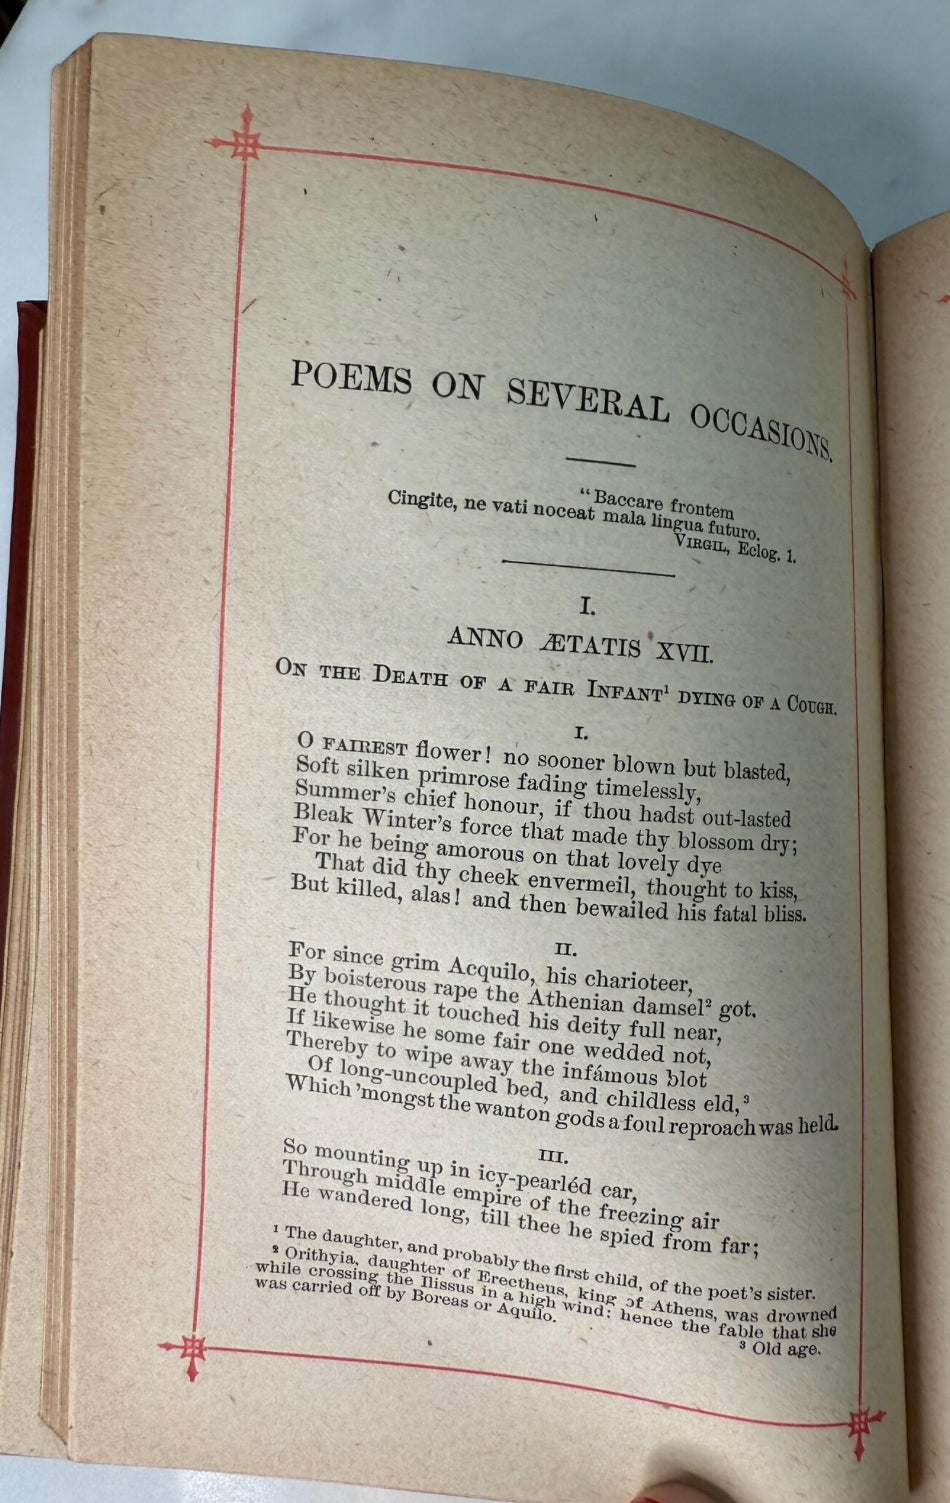 POEMS ON SEVERAL OCCASIONS.
"Baccare frontem
Cingite, ne vati noceat mala lingua futuro.
VIRGIL, Eclog. 1.
I.
ANNO ÆTATIS XVII.
ON THE DEATH OF A FAIR INFANT¹ DYING OF A COUGH.
I.
O FAIREST flower! no sooner blown but blasted,
Soft silken primrose fading timelessly,
Summer's chief honour, if thou hadst out-lasted
Bleak Winter's force that made thy blossom dry;
For he being amorous on that lovely dye
That did thy cheek envermeil, thought to kiss,
But killed, alas! and then bewailed his fatal bliss.
II.
For since grim Acquilo, his charioteer,
By boisterous rape the Athenian damsel² got.
He thought it touched his deity full near,
If likewise he some fair one wedded not,
Thereby to wipe away the infámous blot
Of long-uncoupled bed, and childless eld,³
Which 'mongst the wanton gods a foul reproach was held.
III.
So mounting up in icy-pearléd car,
Through middle empire of the freezing air
He wandered long, till thee he spied from far;
¹ The daughter, and probably the first child, of the poet's sister.
² Orithyia, daughter of Erectheus, king of Athens, was drowned
while crossing the Ilissus in a high wind: hence the fable that she
was carried off by Boreas or Aquilo.
³ Old age.